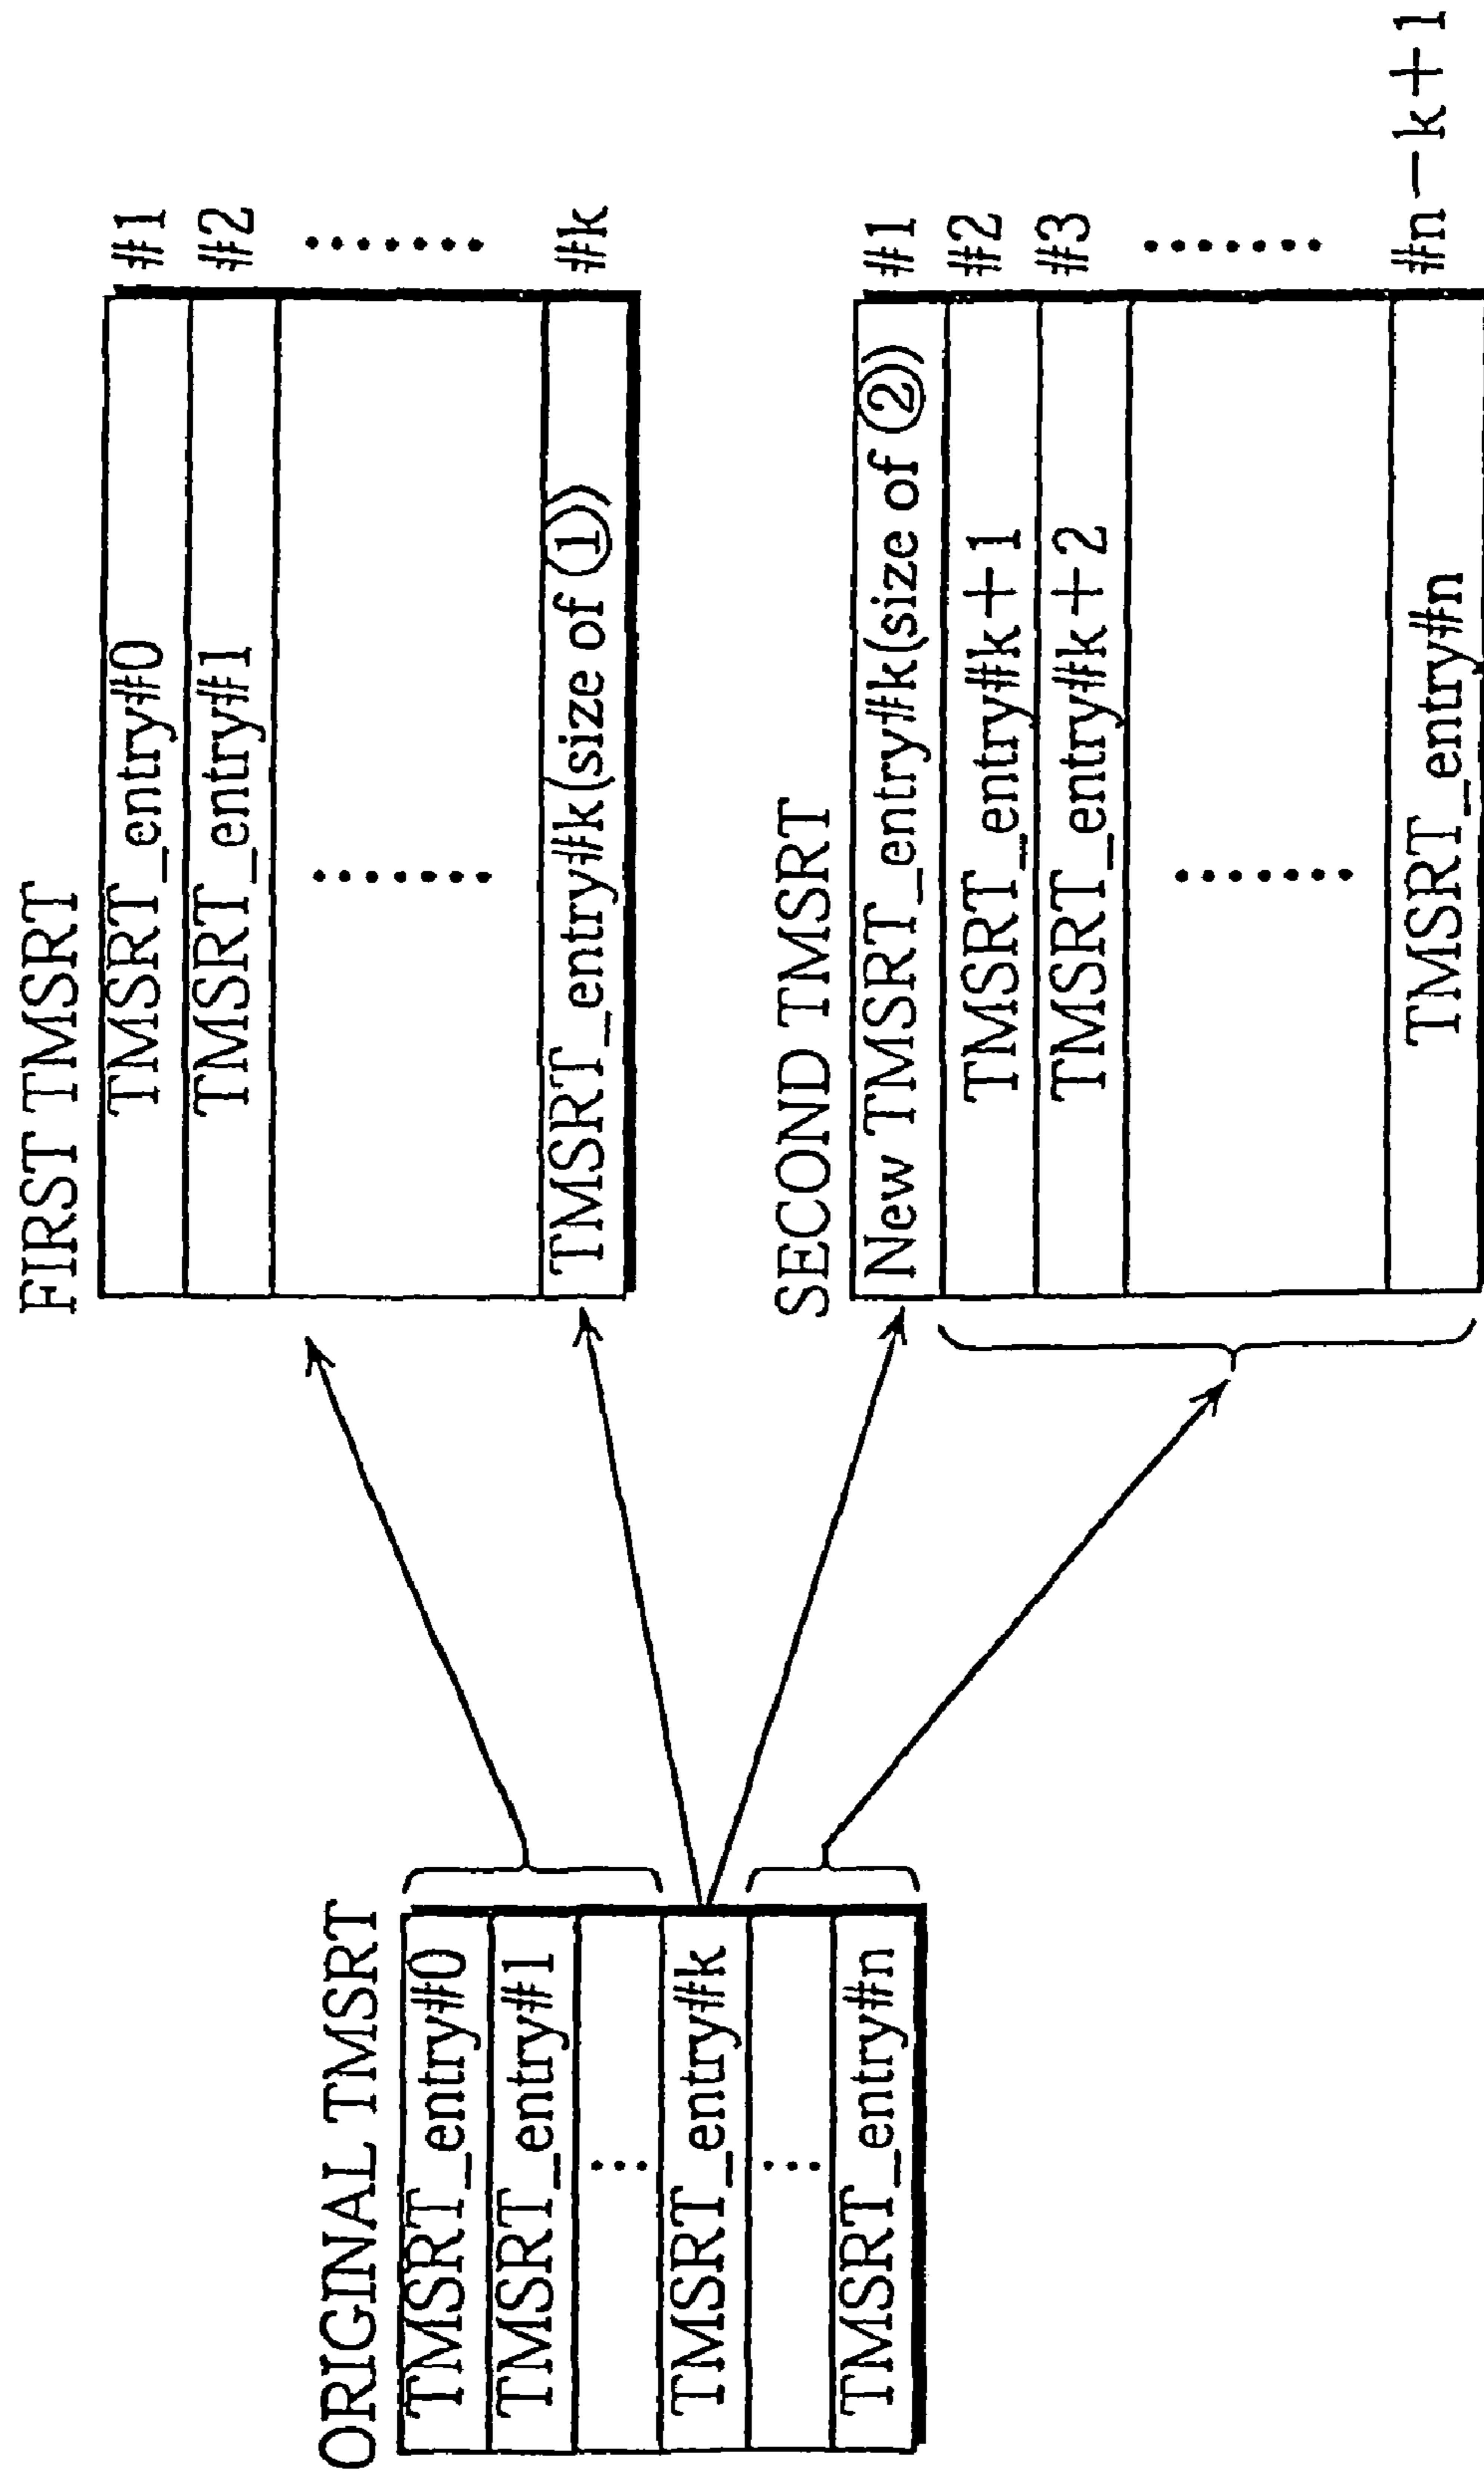 ORIGINAL TMSRT
TMSRT_entry#0
TMSRT_entry#1
...
TMSRT_entry#k
...
TMSRT_entry#n
FIRST TMSRT
TMSRT_entry#0 #1
TMSRT_entry#1 #2
....... .......
TMSRT_entry#k(size of ①) #k
SECOND TMSRT
New TMSRT_entry#k(size of ②) #1
TMSRT_entry#k+1 #2
TMSRT_entry#k+2 #3
....... .......
TMSRT_entry#n #n-k+1